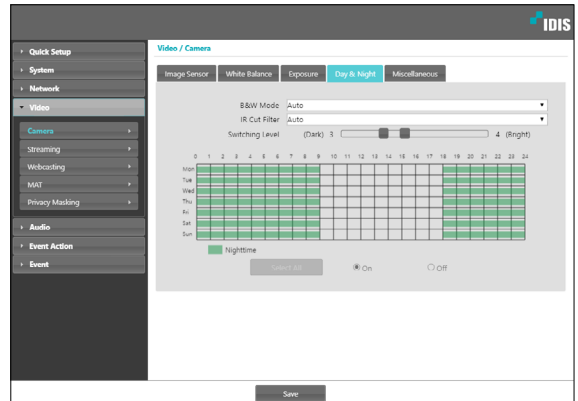 IDIS
Quick Setup
System
Network
Video
Camera
Streaming
Webcasting
MAT
Privacy Masking
Audio
Event Action
Event
Video / Camera
Image Sensor White Balance Exposure Day & Night Miscellaneous
B&W Mode Auto
IR Cut Filter Auto
Switching Level (Dark) 3 4 (Bright)
0 1 2 3 4 5 6 7 8 9 10 11 12 13 14 15 16 17 18 19 20 21 22 23 24
Mon
Tue
Wed
Thu
Fri
Sat
Sun
Nighttime
Select All On Off
Save